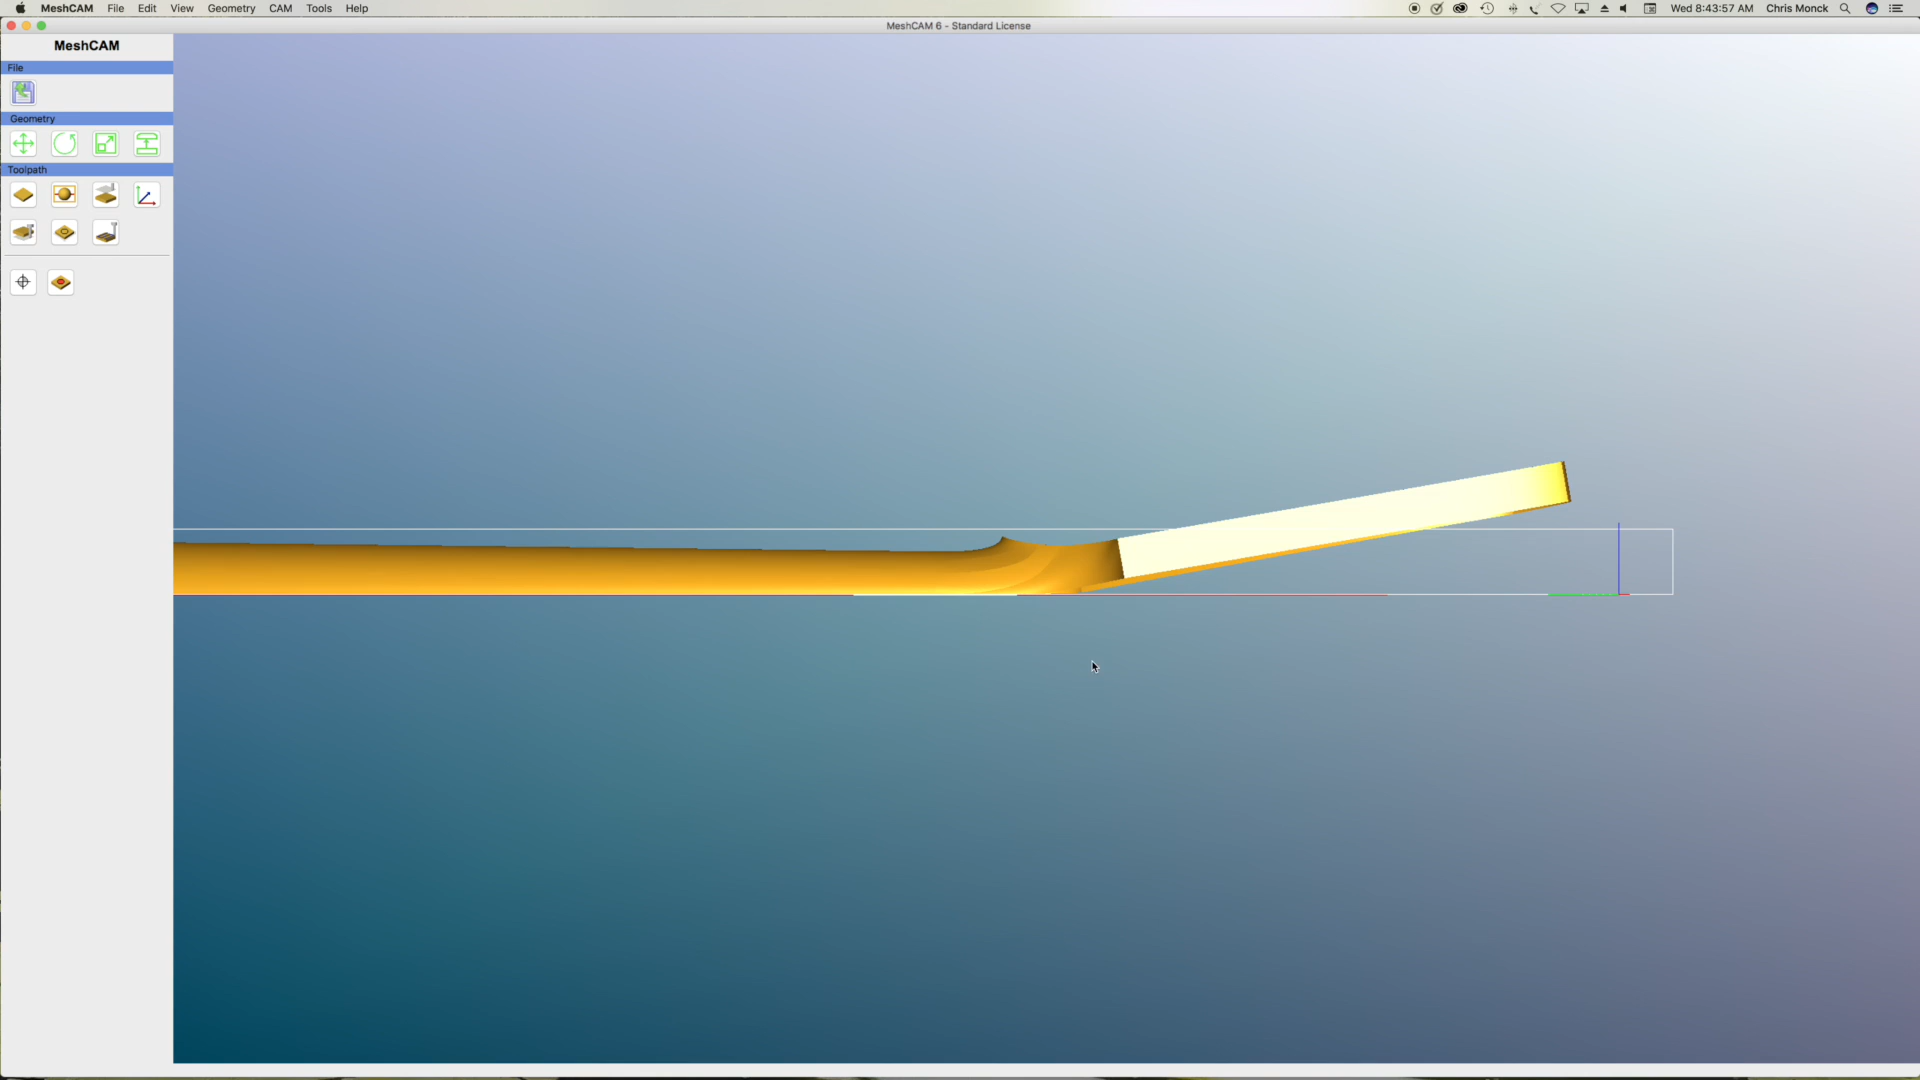 MeshCAM File Edit View Geometry CAM Tools Help Wed 8:43:57 AM Chris Monck
MeshCAM 6 - Standard License
MeshCAM
File
Geometry
Toolpath